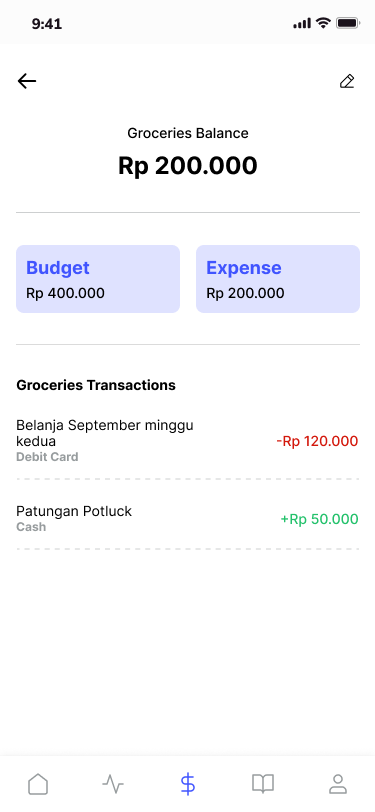 9:41
Groceries Balance
Rp 200.000
Budget
Rp 400.000
Expense
Rp 200.000
Groceries Transactions
Belanja September minggu
kedua
Debit Card
-Rp 120.000
Patungan Potluck
Cash
+Rp 50.000